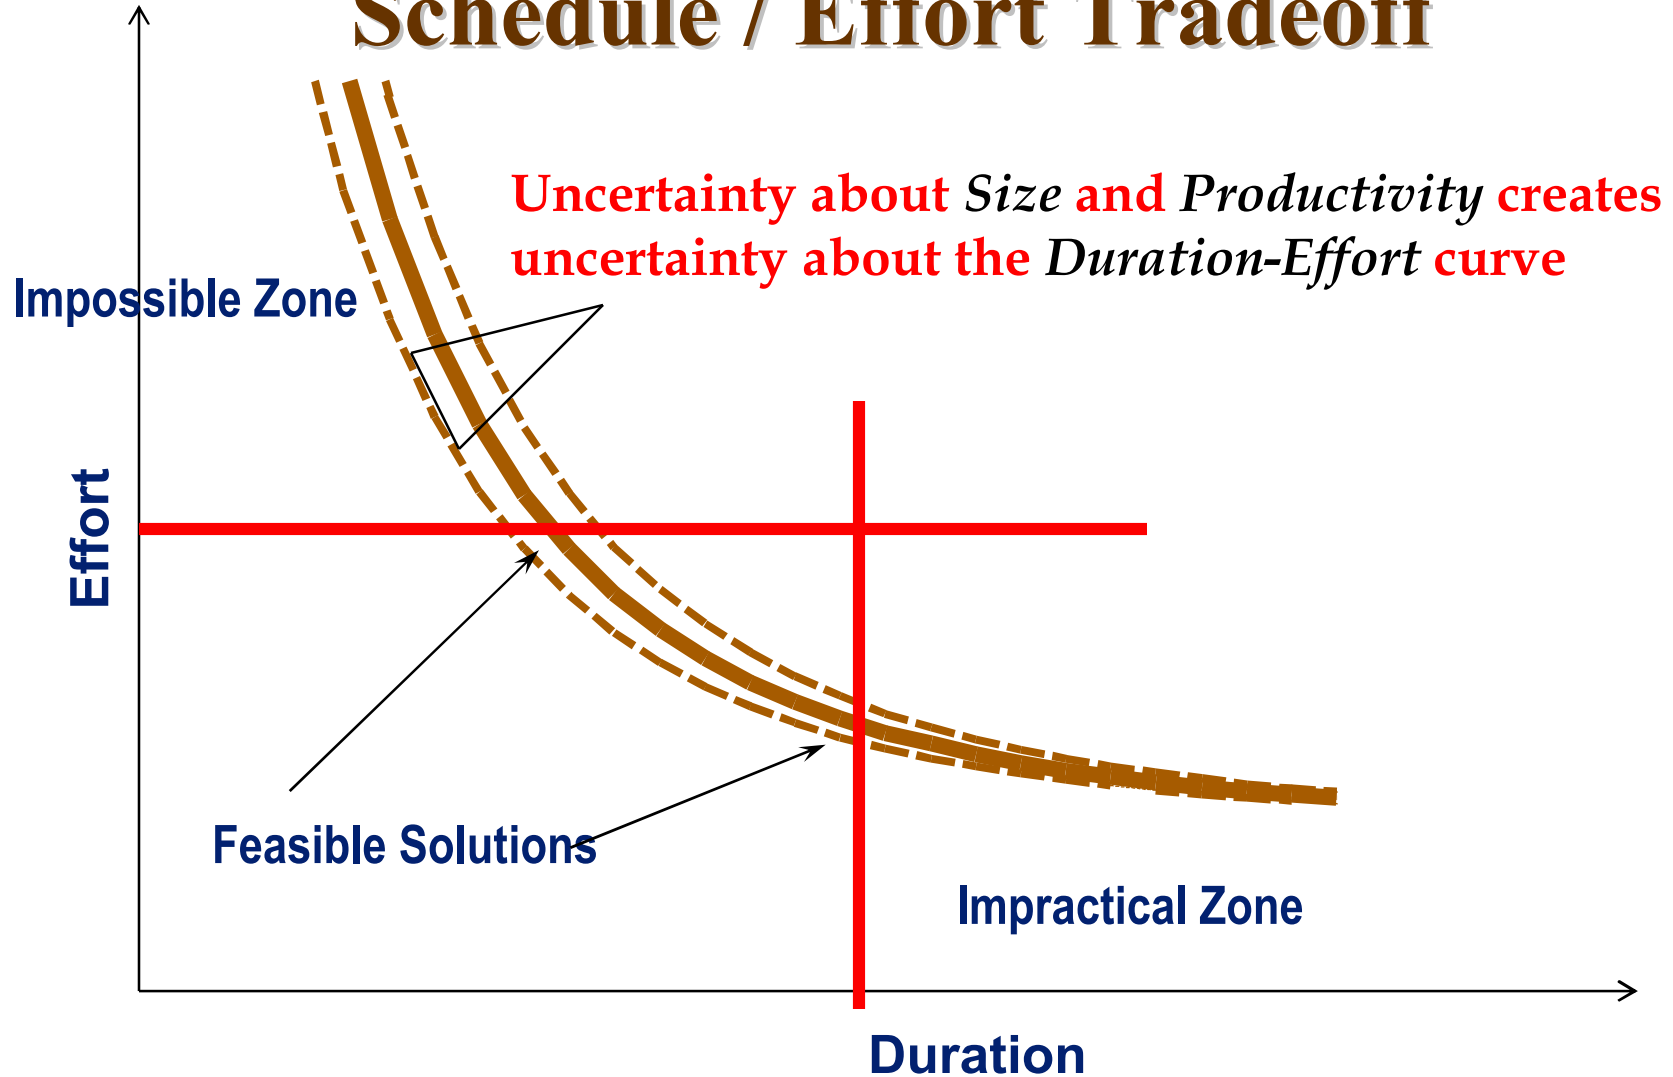 Schedule / Effort Tradeoff
Uncertainty about Size and Productivity creates
uncertainty about the Duration-Effort curve
Impossible Zone
Effort
Feasible Solutions
Impractical Zone
Duration